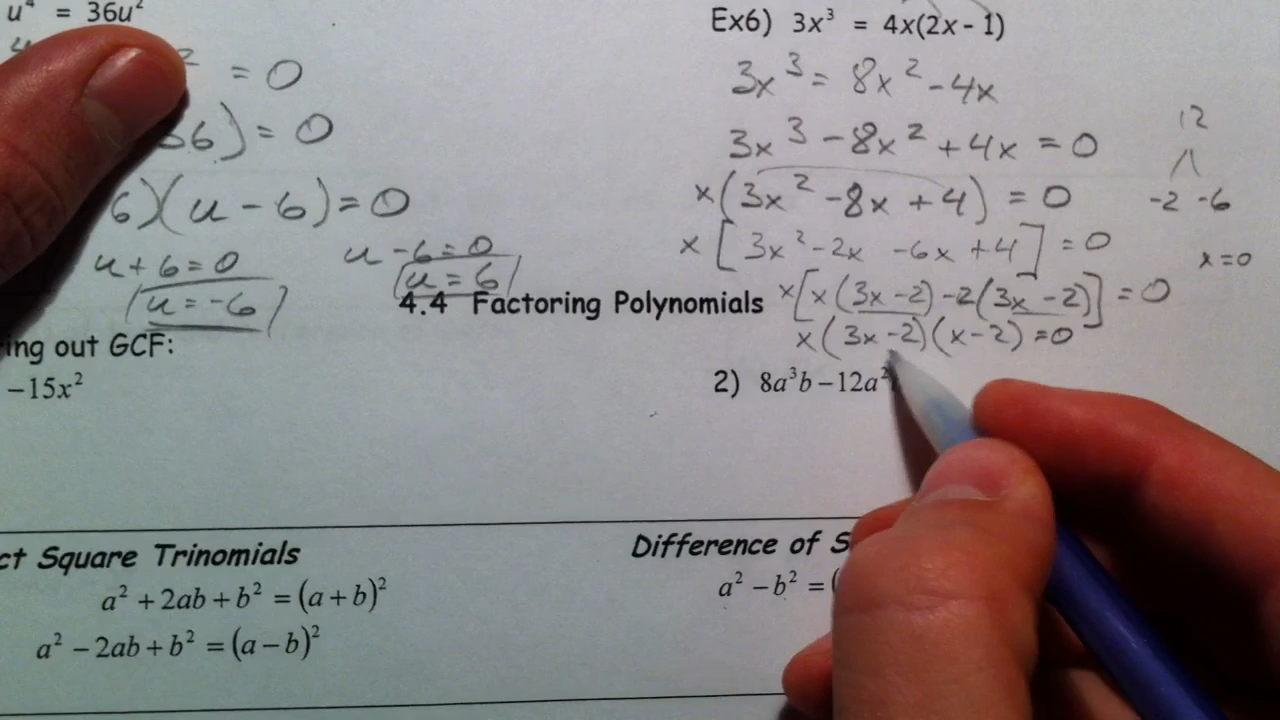 u⁴ = 36u²
= 0
36) = 0
6)(u - 6) = 0
u + 6 = 0
u - 6 = 0
u = -6
u = 6
Ex6) 3x³ = 4x(2x - 1)
3x³ = 8x² - 4x
3x³ - 8x² + 4x = 0
12
x(3x² - 8x + 4) = 0
-2 -6
x[3x² - 2x - 6x + 4] = 0
x = 0
x[x(3x - 2) - 2(3x - 2)] = 0
x(3x - 2)(x - 2) = 0
4.4 Factoring Polynomials
ing out GCF:
-15x²
2) 8a³b - 12a²
ct Square Trinomials
a² + 2ab + b² = (a + b)²
a² - 2ab + b² = (a - b)²
Difference of S
a² - b² = (